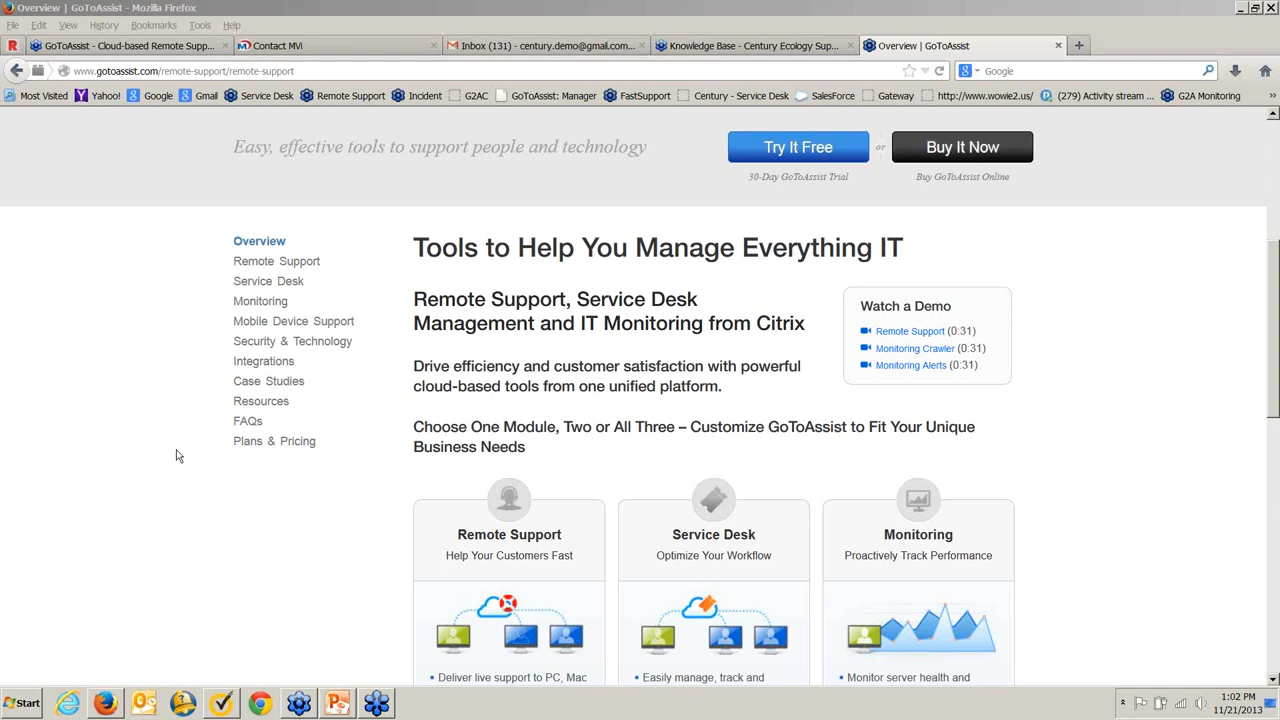 Overview | GoToAssist - Mozilla Firefox
File Edit View History Bookmarks Tools Help
GoToAssist - Cloud-based Remote Supp...
Contact MVi
Inbox (131) - century.demo@gmail.com...
Knowledge Base - Century Ecology Sup...
Overview | GoToAssist
www.gotoassist.com/remote-support/remote-support
Google
Most Visited Yahoo! Google Gmail Service Desk Remote Support Incident G2AC GoToAssist: Manager FastSupport Century - Service Desk SalesForce Gateway http://www.wowie2.us/ (279) Activity stream ... G2A Monitoring
Easy, effective tools to support people and technology
Try It Free
or
Buy It Now
30-Day GoToAssist Trial
Buy GoToAssist Online
Overview
Remote Support
Service Desk
Monitoring
Mobile Device Support
Security & Technology
Integrations
Case Studies
Resources
FAQs
Plans & Pricing
Tools to Help You Manage Everything IT
Remote Support, Service Desk
Management and IT Monitoring from Citrix
Drive efficiency and customer satisfaction with powerful
cloud-based tools from one unified platform.
Watch a Demo
Remote Support (0:31)
Monitoring Crawler (0:31)
Monitoring Alerts (0:31)
Choose One Module, Two or All Three – Customize GoToAssist to Fit Your Unique
Business Needs
Remote Support
Help Your Customers Fast
Deliver live support to PC, Mac
Service Desk
Optimize Your Workflow
Easily manage, track and
Monitoring
Proactively Track Performance
Monitor server health and
Start
1:02 PM
11/21/2013